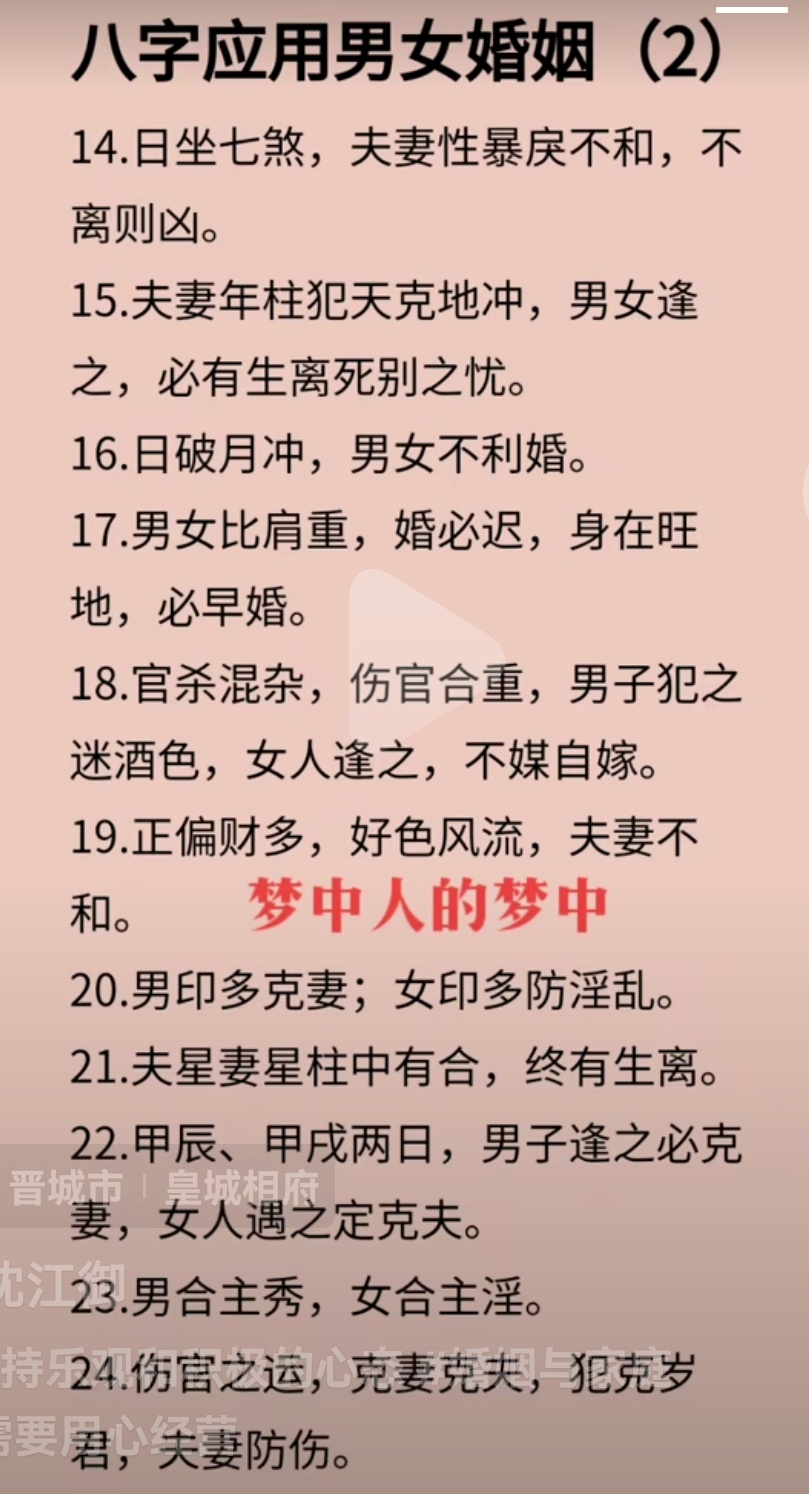 八字应用男女婚姻（2）
14.日坐七煞，夫妻性暴戾不和，不
离则凶。
15.夫妻年柱犯天克地冲，男女逢
之，必有生离死别之忧。
16.日破月冲，男女不利婚。
17.男女比肩重，婚必迟，身在旺
地，必早婚。
18.官杀混杂，伤官合重，男子犯之
迷酒色，女人逢之，不媒自嫁。
19.正偏财多，好色风流，夫妻不
和。
梦中人的梦中
20.男印多克妻；女印多防淫乱。
21.夫星妻星柱中有合，终有生离。
22.甲辰、甲戌两日，男子逢之必克
晋城市 | 皇城相府
妻，女人遇之定克夫。
沈江御
23.男合主秀，女合主淫。
持乐观和积极的心态 #婚姻与家庭
24.伤官之运，克妻克夫，犯克岁
需要用心经营
君，夫妻防伤。